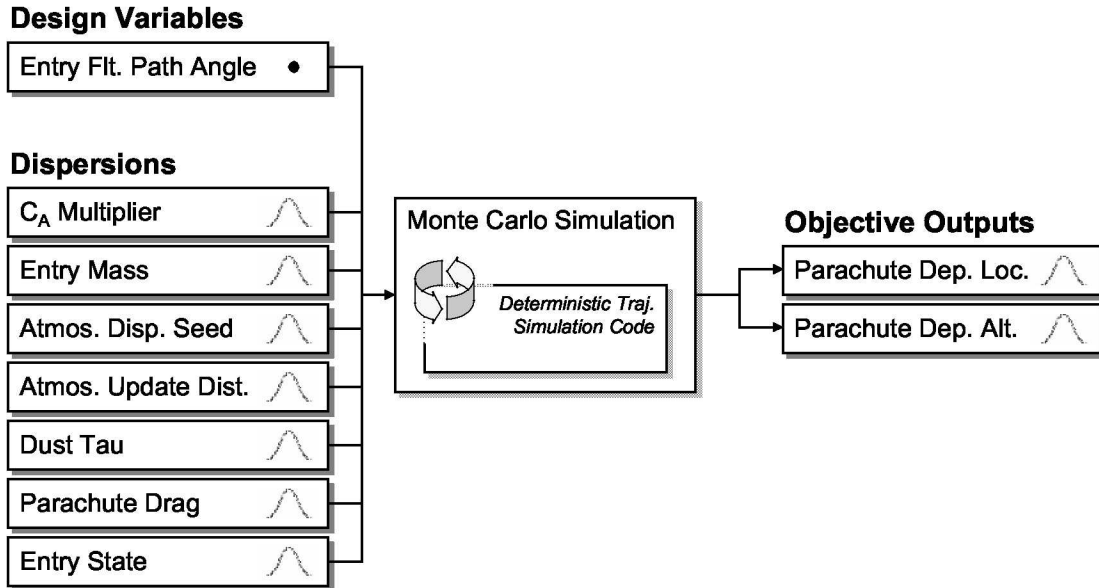 Design Variables
Entry Flt. Path Angle
Dispersions
C_A Multiplier
Entry Mass
Atmos. Disp. Seed
Atmos. Update Dist.
Dust Tau
Parachute Drag
Entry State
Monte Carlo Simulation
Deterministic Traj.
Simulation Code
Objective Outputs
Parachute Dep. Loc.
Parachute Dep. Alt.